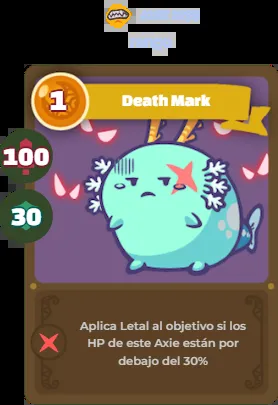 1
Death Mark
100
30
Aplica Letal al objetivo si los
HP de este Axie están por
debajo del 30%